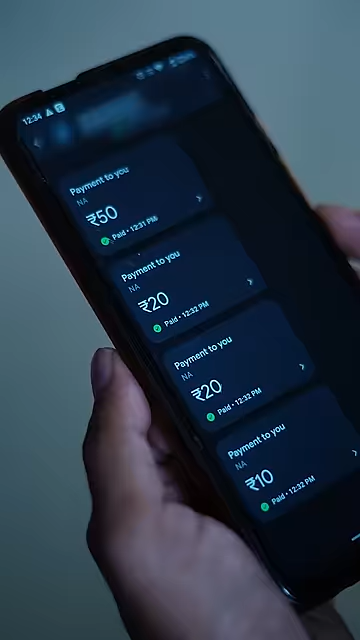 12:34
Payment to you
NA
₹50
Paid • 12:31 PM
Payment to you
NA
₹20
Paid • 12:32 PM
Payment to you
NA
₹20
Paid • 12:32 PM
Payment to you
NA
₹10
Paid • 12:32 PM